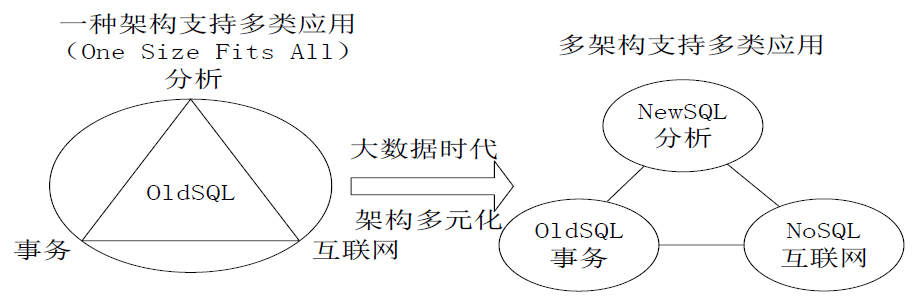 一种架构支持多类应用
(One Size Fits All)
分析
OldSQL
事务
互联网
大数据时代
架构多元化
多架构支持多类应用
NewSQL
分析
OldSQL
事务
NoSQL
互联网